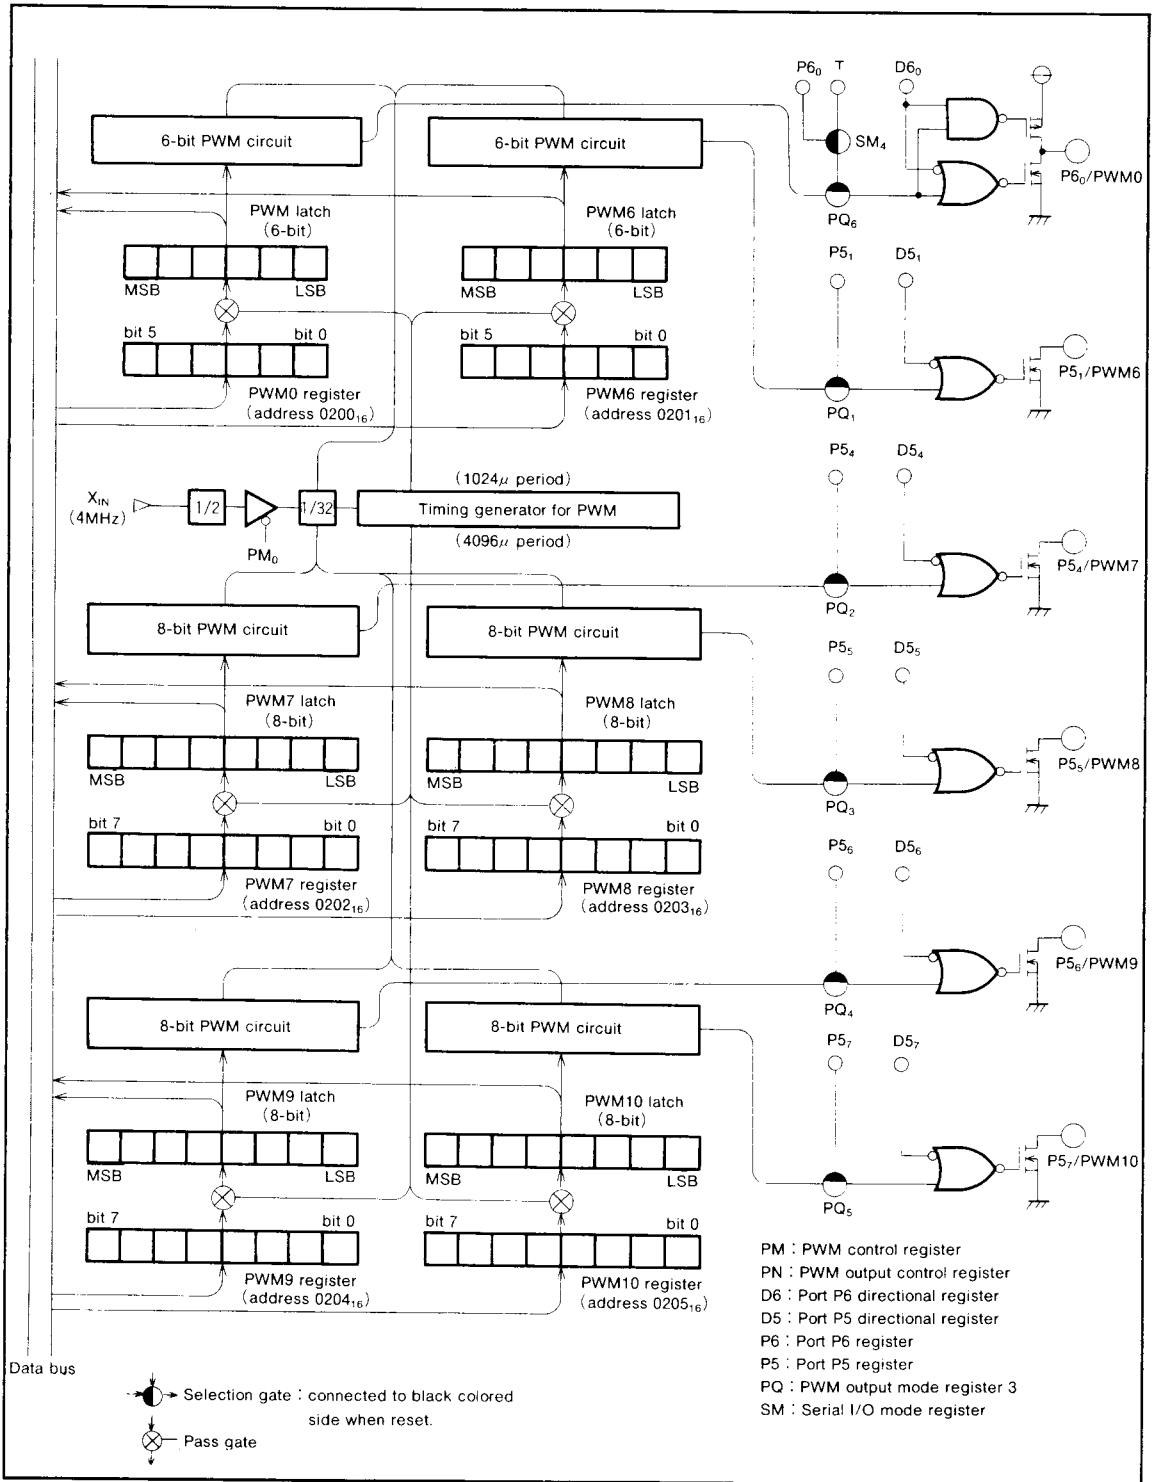 P6₀ T D6₀
6-bit PWM circuit
6-bit PWM circuit
SM₄
P6₀/PWM0
PQ₆
PWM latch
(6-bit)
PWM6 latch
(6-bit)
MSB LSB
MSB LSB
P5₁ D5₁
bit 5 bit 0
bit 5 bit 0
PWM0 register
(address 0200₁₆)
PWM6 register
(address 0201₁₆)
P5₁/PWM6
PQ₁
P5₄ D5₄
X_IN
(4MHz)
1/2
PM₀
1/32
(1024μ period)
Timing generator for PWM
(4096μ period)
P5₄/PWM7
PQ₂
8-bit PWM circuit
8-bit PWM circuit
P5₅ D5₅
PWM7 latch
(8-bit)
PWM8 latch
(8-bit)
MSB LSB
MSB LSB
P5₅/PWM8
PQ₃
bit 7 bit 0
bit 7 bit 0
P5₆ D5₆
PWM7 register
(address 0202₁₆)
PWM8 register
(address 0203₁₆)
P5₆/PWM9
PQ₄
8-bit PWM circuit
8-bit PWM circuit
P5₇ D5₇
PWM9 latch
(8-bit)
PWM10 latch
(8-bit)
MSB LSB
MSB LSB
P5₇/PWM10
PQ₅
bit 7 bit 0
bit 7 bit 0
PWM9 register
(address 0204₁₆)
PWM10 register
(address 0205₁₆)
PM : PWM control register
PN : PWM output control register
D6 : Port P6 directional register
D5 : Port P5 directional register
P6 : Port P6 register
P5 : Port P5 register
PQ : PWM output mode register 3
SM : Serial I/O mode register
Data bus
Selection gate : connected to black colored
side when reset.
Pass gate